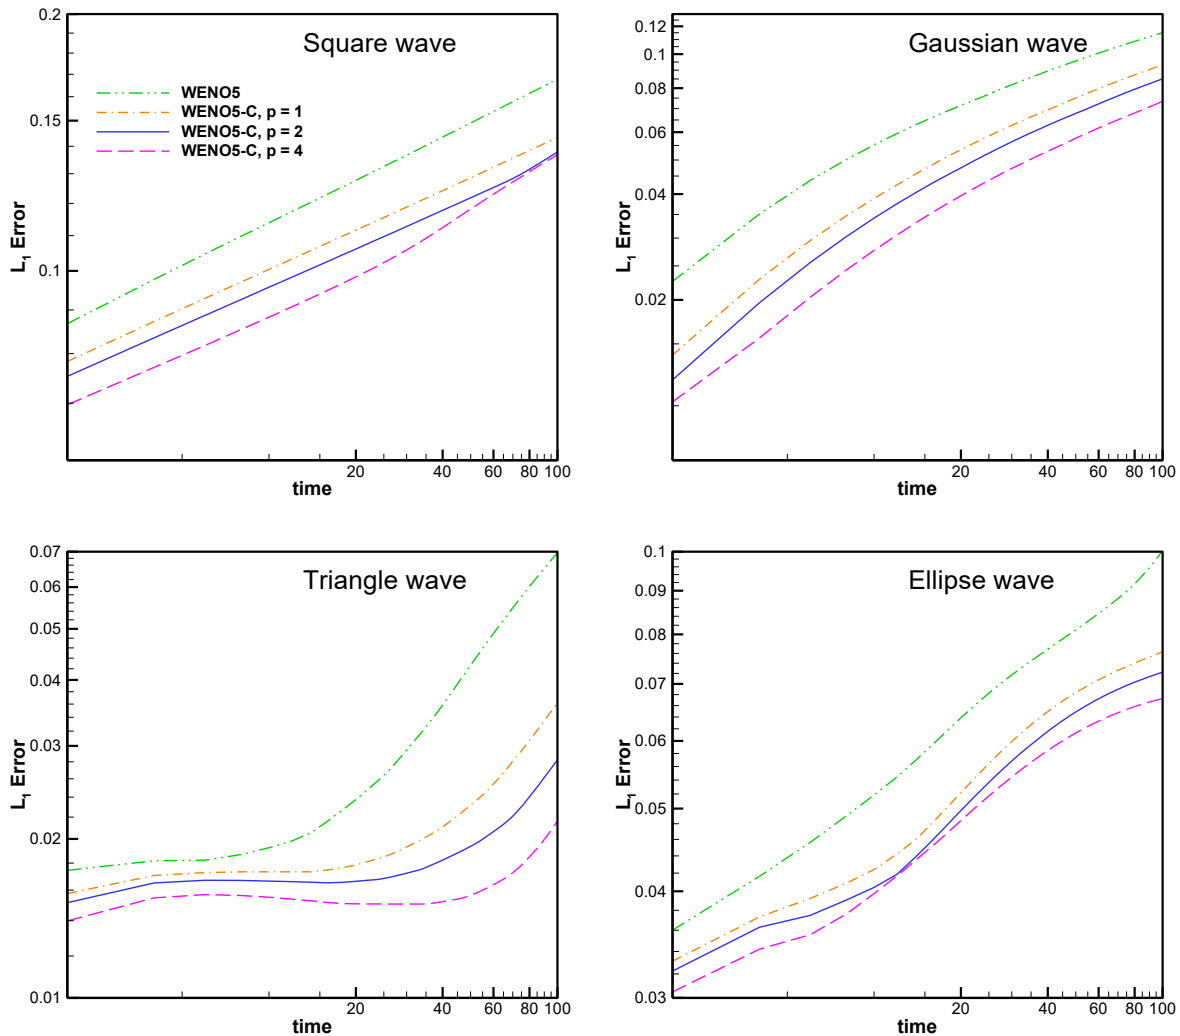 Square wave
0.2
0.15
0.1
L1 Error
WENO5
WENO5-C, p = 1
WENO5-C, p = 2
WENO5-C, p = 4
20 40 60 80 100
time
Gaussian wave
0.12
0.1
0.08
0.06
0.04
0.02
L1 Error
20 40 60 80 100
time
Triangle wave
0.07
0.06
0.05
0.04
0.03
0.02
0.01
L1 Error
20 40 60 80 100
time
Ellipse wave
0.1
0.09
0.08
0.07
0.06
0.05
0.04
0.03
L1 Error
20 40 60 80 100
time